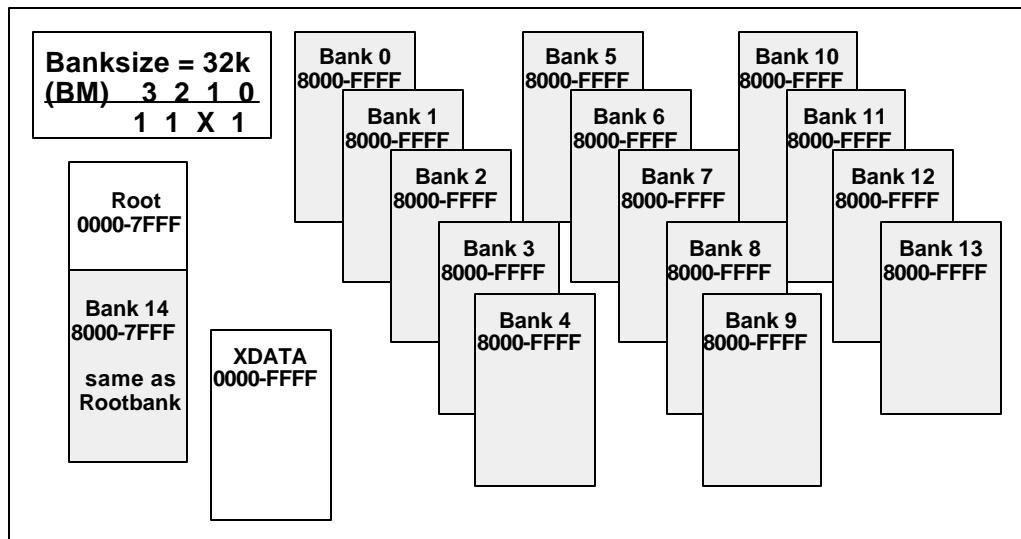 Banksize = 32k
(BM) 3 2 1 0
1 1 X 1
Root
0000-7FFF
Bank 14
8000-7FFF
same as
Rootbank
XDATA
0000-FFFF
Bank 0
8000-FFFF
Bank 1
8000-FFFF
Bank 2
8000-FFFF
Bank 3
8000-FFFF
Bank 4
8000-FFFF
Bank 5
8000-FFFF
Bank 6
8000-FFFF
Bank 7
8000-FFFF
Bank 8
8000-FFFF
Bank 9
8000-FFFF
Bank 10
8000-FFFF
Bank 11
8000-FFFF
Bank 12
8000-FFFF
Bank 13
8000-FFFF